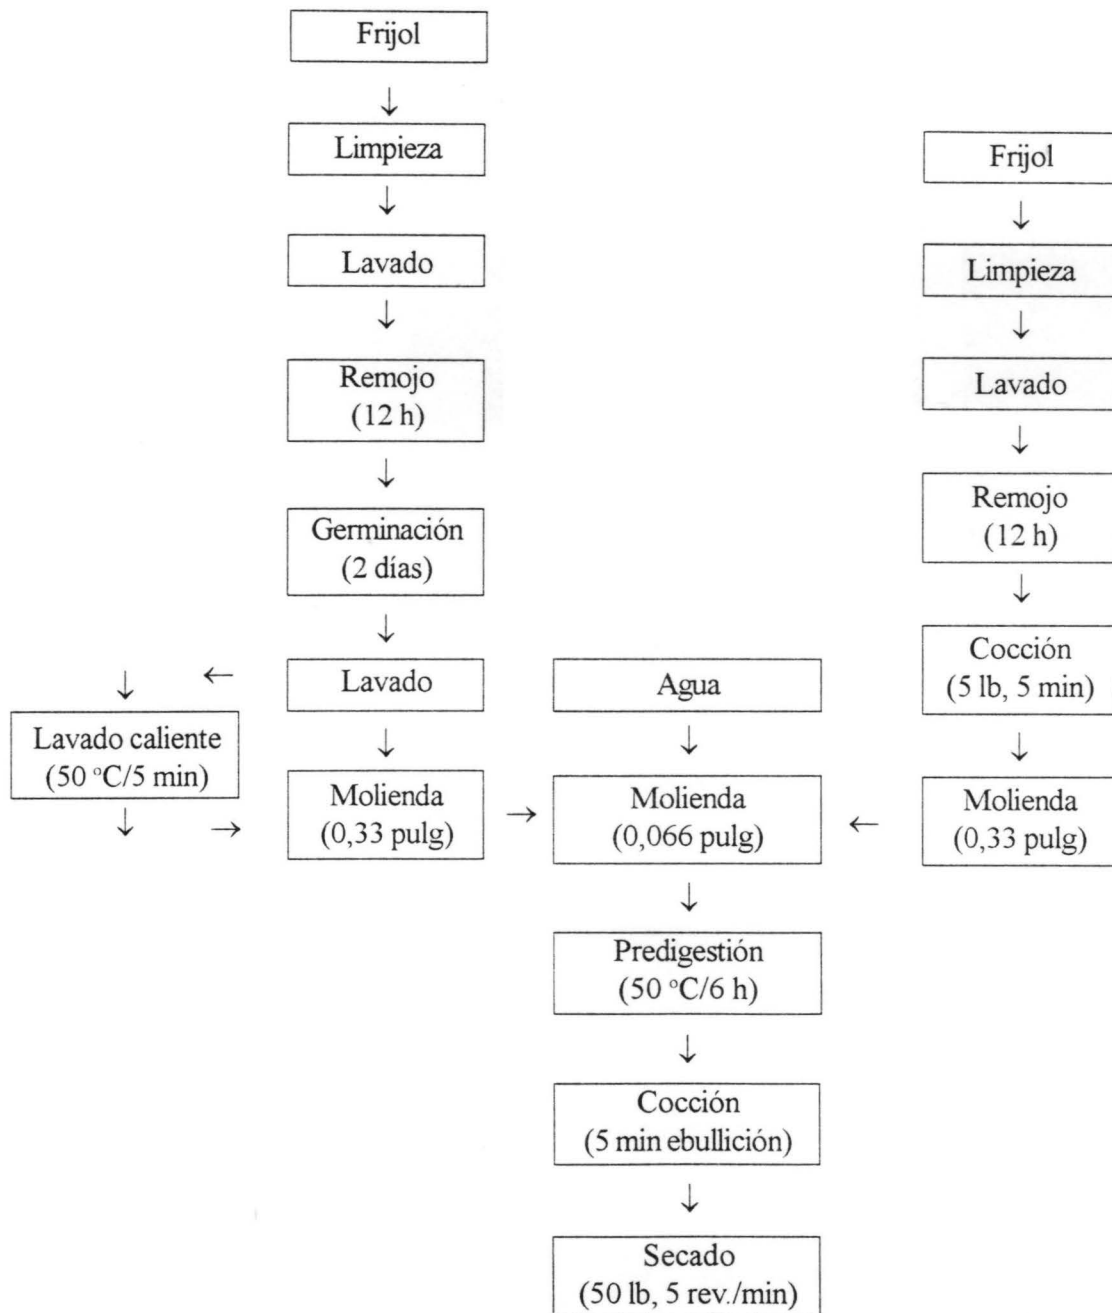 Frijol
Limpieza
Lavado
Remojo
(12 h)
Germinación
(2 días)
Lavado
Lavado caliente
(50 °C/5 min)
Molienda
(0,33 pulg)
Agua
Molienda
(0,066 pulg)
Predigestión
(50 °C/6 h)
Cocción
(5 min ebullición)
Secado
(50 lb, 5 rev./min)
Frijol
Limpieza
Lavado
Remojo
(12 h)
Cocción
(5 lb, 5 min)
Molienda
(0,33 pulg)